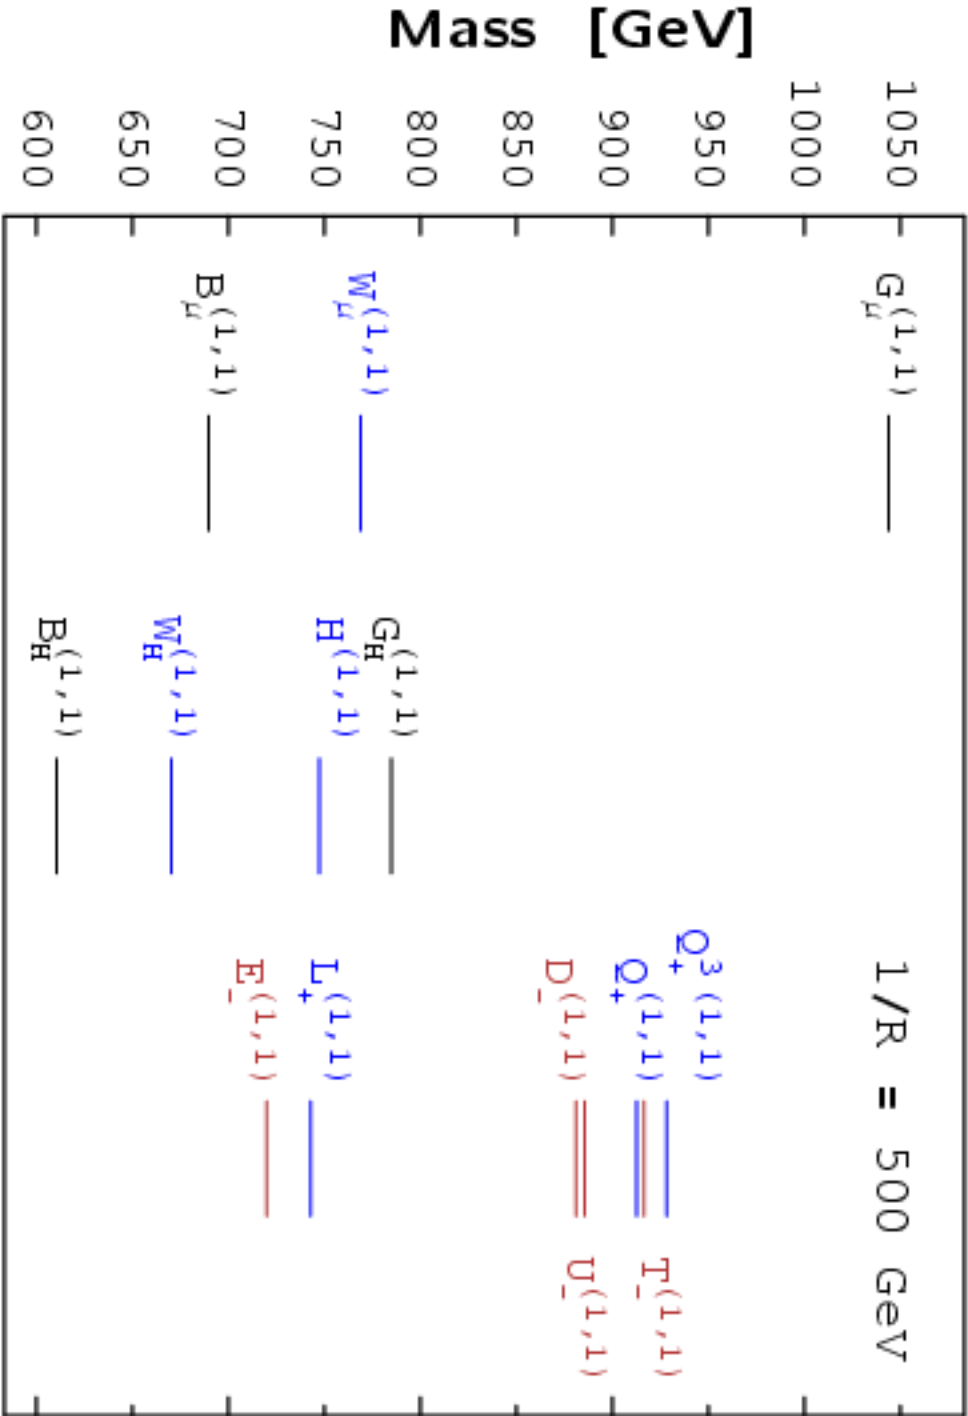 Mass [GeV]
1050
1000
950
900
850
800
750
700
650
600
1/R = 500 GeV
G_μ^(1,1)
W_μ^(1,1)
B_μ^(1,1)
G_H^(1,1)
H^(1,1)
W_H^(1,1)
B_H^(1,1)
Q_+^3(1,1)
Q_+^(1,1)
D_-^(1,1)
L_+^(1,1)
E_-^(1,1)
T_-^(1,1)
U_-^(1,1)